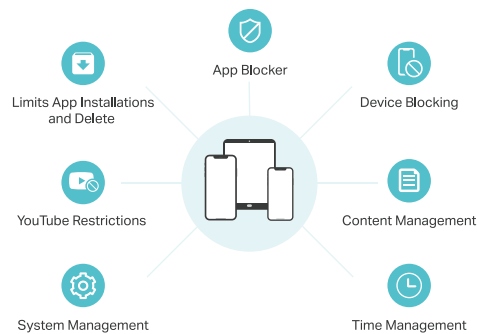 App Blocker
Limits App Installations
and Delete
Device Blocking
YouTube Restrictions
Content Management
System Management
Time Management